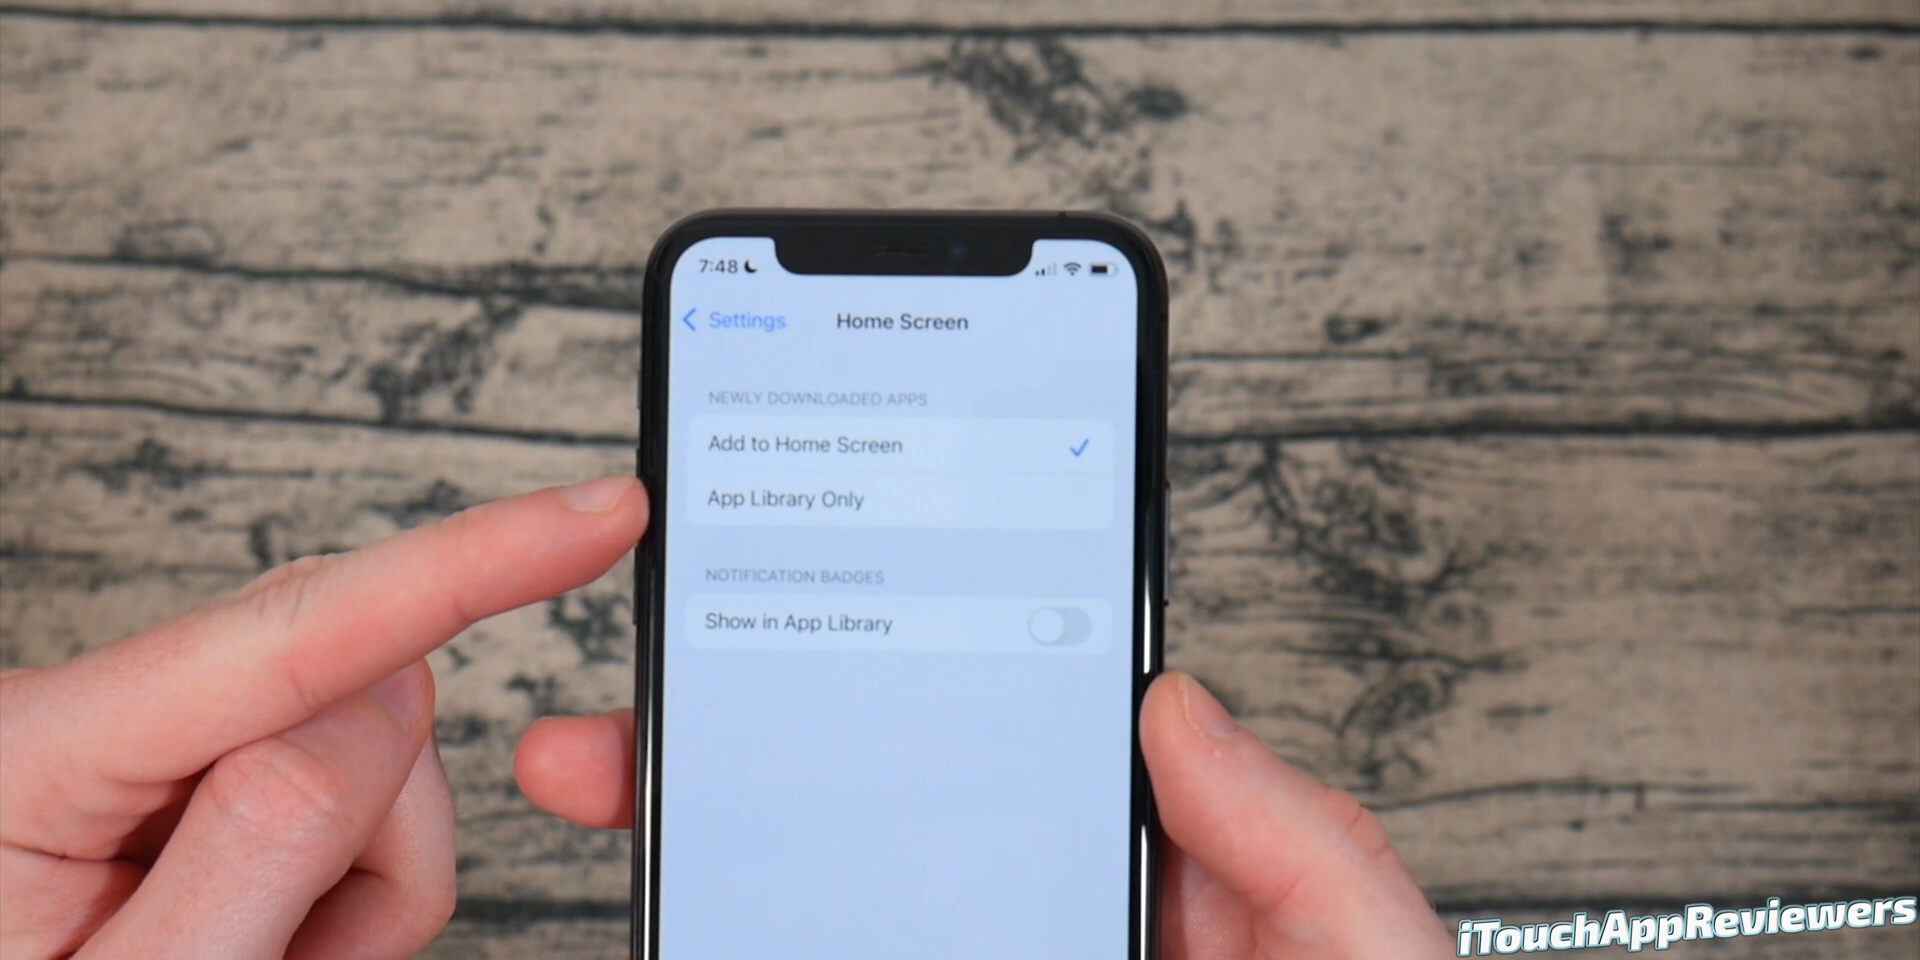 7:48
Settings
Home Screen
NEWLY DOWNLOADED APPS
Add to Home Screen
App Library Only
NOTIFICATION BADGES
Show in App Library
iTouchAppReviewers